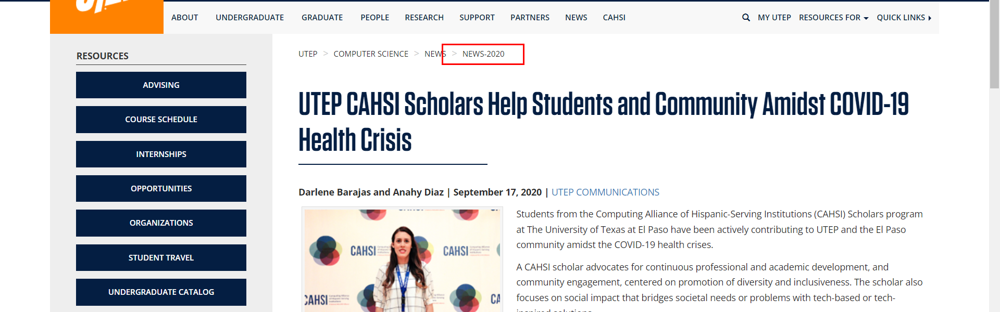 ABOUT UNDERGRADUATE GRADUATE PEOPLE RESEARCH SUPPORT PARTNERS NEWS CAHSI MY UTEP RESOURCES FOR QUICK LINKS
RESOURCES
ADVISING
COURSE SCHEDULE
INTERNSHIPS
OPPORTUNITIES
ORGANIZATIONS
STUDENT TRAVEL
UNDERGRADUATE CATALOG
UTEP > COMPUTER SCIENCE > NEWS > NEWS-2020
UTEP CAHSI Scholars Help Students and Community Amidst COVID-19
Health Crisis
Darlene Barajas and Anahy Diaz | September 17, 2020 | UTEP COMMUNICATIONS
CAHSI
CAHSI
CAHSI
Students from the Computing Alliance of Hispanic-Serving Institutions (CAHSI) Scholars program
at The University of Texas at El Paso have been actively contributing to UTEP and the El Paso
community amidst the COVID-19 health crises.
A CAHSI scholar advocates for continuous professional and academic development, and
community engagement, centered on promotion of diversity and inclusiveness. The scholar also
focuses on social impact that bridges societal needs or problems with tech-based or tech-
inspired solutions.